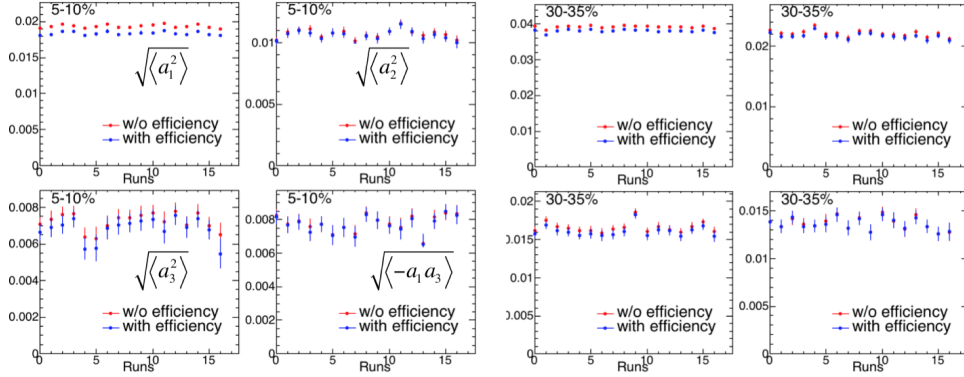 5-10%
0.02
0.015
0.01
0.005
0
√⟨a₁²⟩
w/o efficiency
with efficiency
0 5 10 15
Runs
5-10%
0.01
0.005
0
√⟨a₂²⟩
w/o efficiency
with efficiency
0 5 10 15
Runs
30-35%
0.04
0.03
0.02
0.01
0
w/o efficiency
with efficiency
0 5 10 15
Runs
30-35%
0.02
0.01
0
w/o efficiency
with efficiency
0 5 10 15
Runs
5-10%
0.008
0.006
0.004
0.002
0
√⟨a₃²⟩
w/o efficiency
with efficiency
0 5 10 15
Runs
5-10%
0.008
0.006
0.004
0.002
0
√⟨-a₁a₃⟩
w/o efficiency
with efficiency
0 5 10 15
Runs
30-35%
0.02
0.015
0.01
0.005
0
w/o efficiency
with efficiency
0 5 10 15
Runs
30-35%
0.015
0.01
0.005
0
w/o efficiency
with efficiency
0 5 10 15
Runs